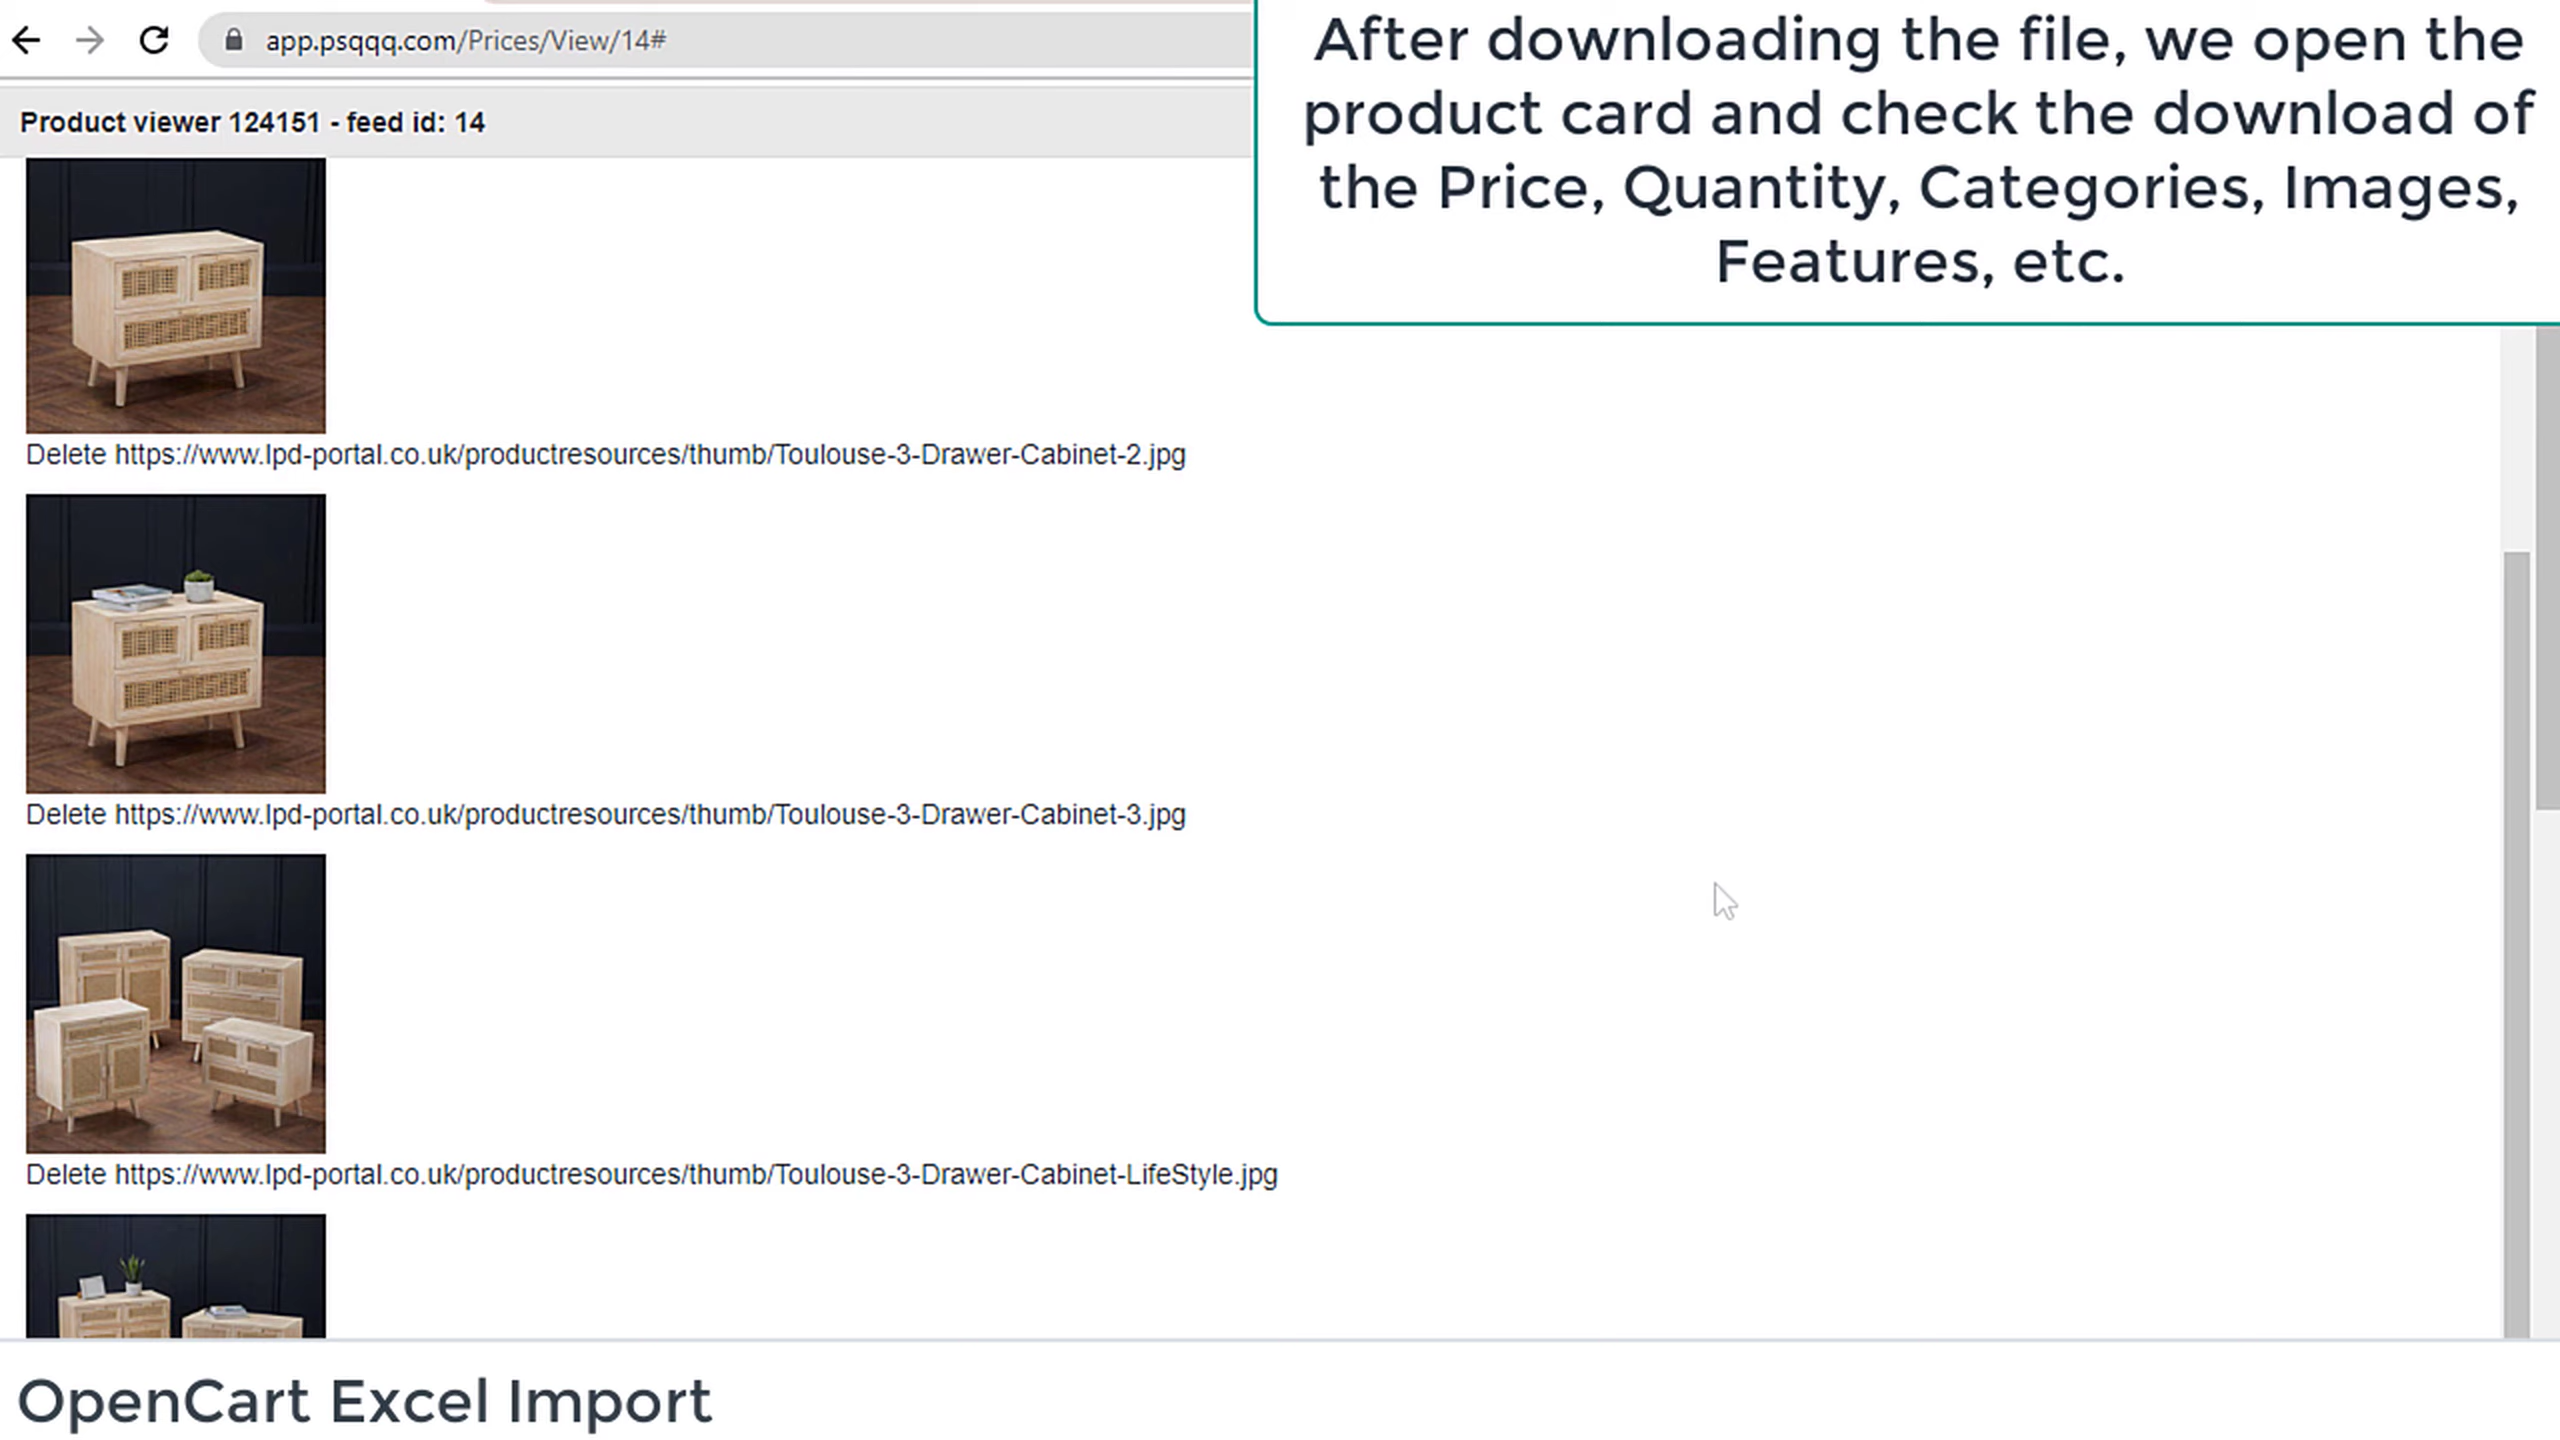 app.psqqq.com/Prices/View/14#
After downloading the file, we open the
product card and check the download of
the Price, Quantity, Categories, Images,
Features, etc.
Product viewer 124151 - feed id: 14
Delete https://www.lpd-portal.co.uk/productresources/thumb/Toulouse-3-Drawer-Cabinet-2.jpg
Delete https://www.lpd-portal.co.uk/productresources/thumb/Toulouse-3-Drawer-Cabinet-3.jpg
Delete https://www.lpd-portal.co.uk/productresources/thumb/Toulouse-3-Drawer-Cabinet-LifeStyle.jpg
OpenCart Excel Import